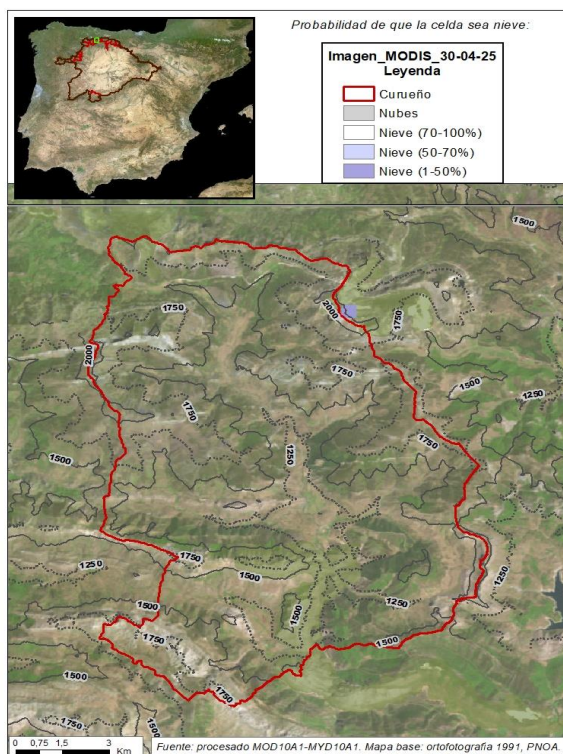 Probabilidad de que la celda sea nieve:
Imagen_MODIS_30-04-25
Leyenda
Curueño
Nubes
Nieve (70-100%)
Nieve (50-70%)
Nieve (1-50%)
1500
1750
2000
1750
2000
1750
1500
1250
1750
1750
1500
1250
1750
1250
1500
1250
1500
1250
1500
1750
1500
1500
1750
1750
1500
0 0,75 1,5 3
Km
Fuente: procesado MOD10A1-MYD10A1. Mapa base: ortofotografía 1991, PNOA.